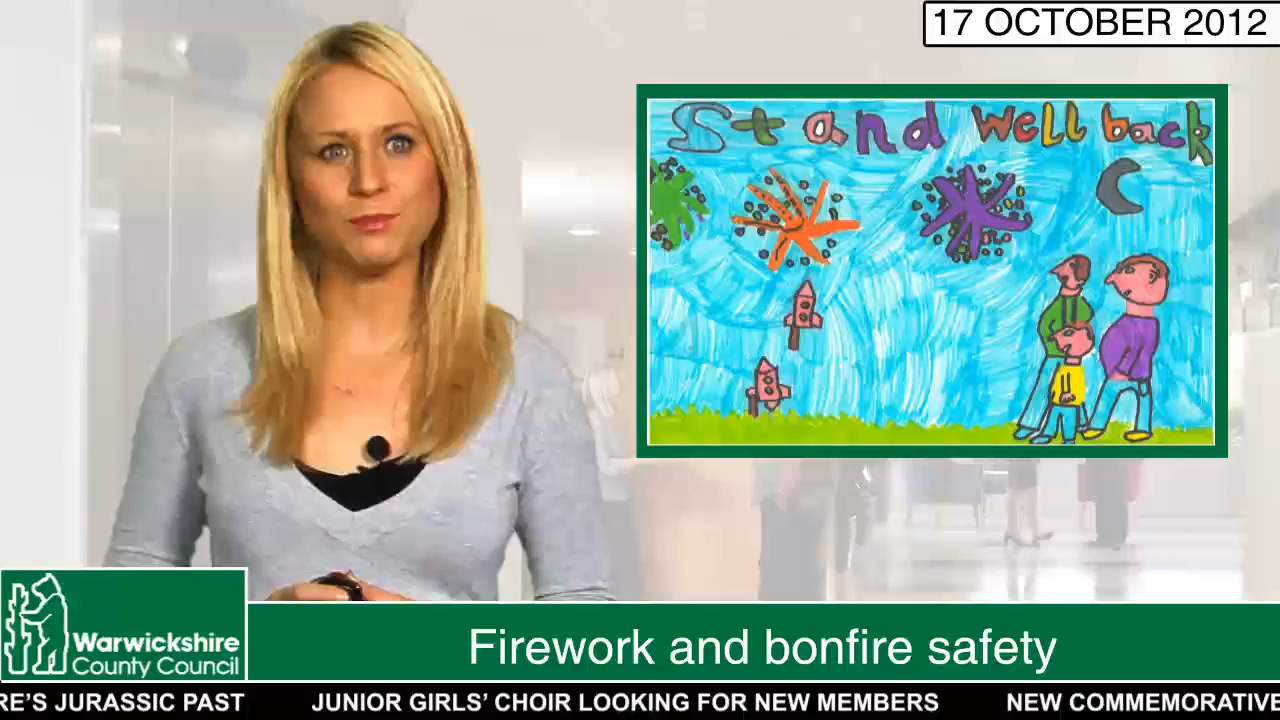 17 OCTOBER 2012
Stand well back
Warwickshire
County Council
Firework and bonfire safety
RE'S JURASSIC PAST JUNIOR GIRLS' CHOIR LOOKING FOR NEW MEMBERS NEW COMMEMORATIVE